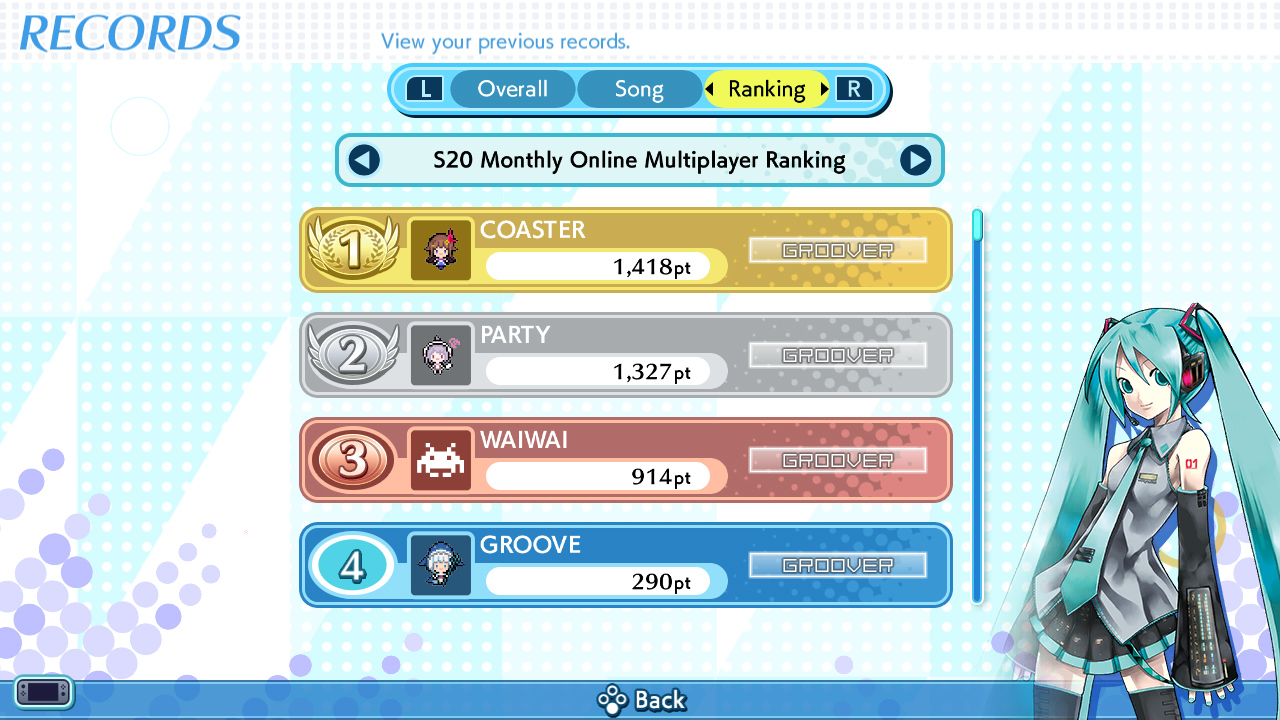 RECORDS
View your previous records.
L Overall Song Ranking R
S20 Monthly Online Multiplayer Ranking
1 COASTER
1,418pt
GROOVER
2 PARTY
1,327pt
GROOVER
3 WAIWAI
914pt
GROOVER
4 GROOVE
290pt
GROOVER
01
Back